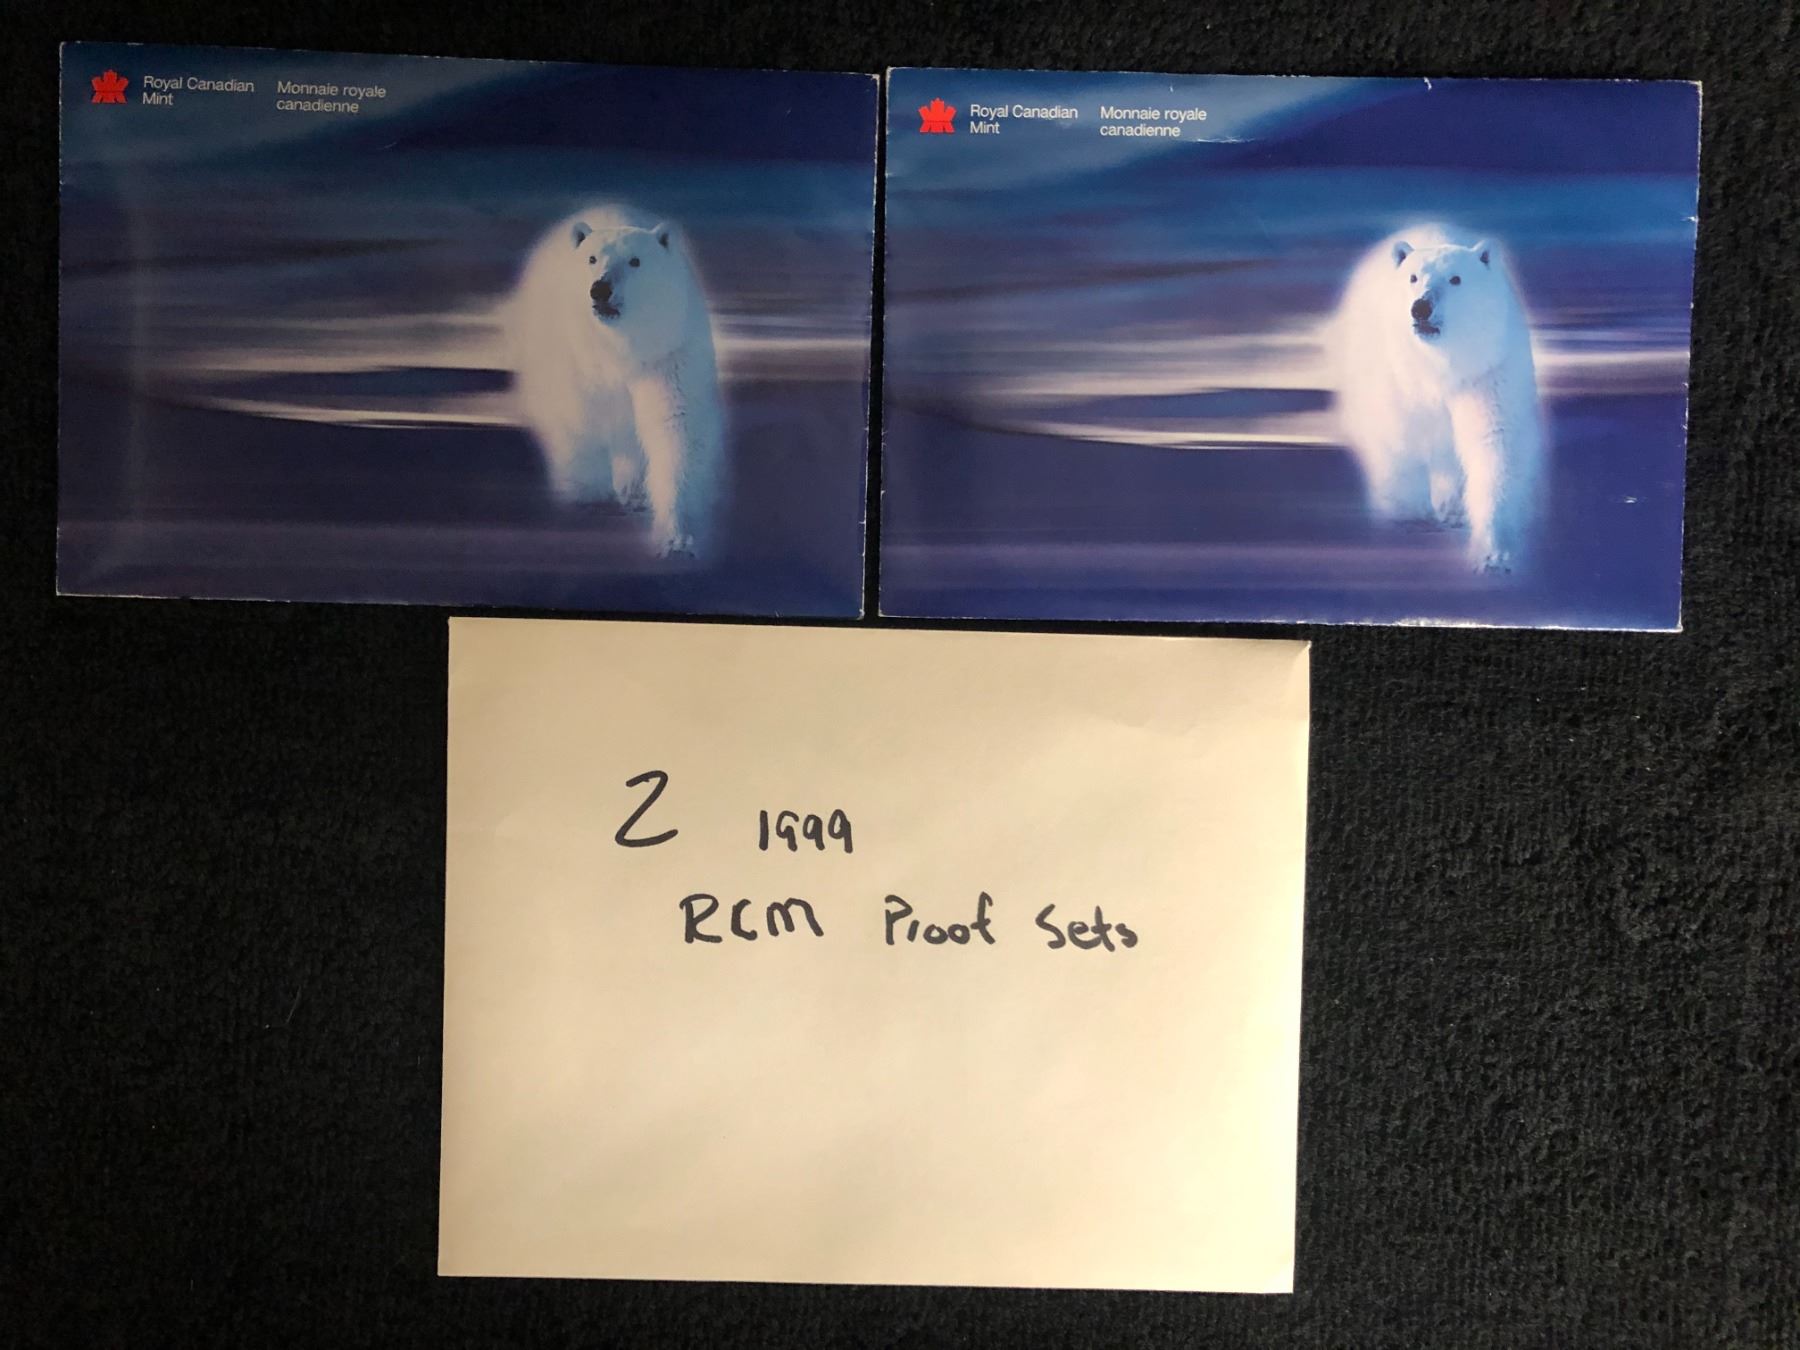 Royal Canadian Mint
Monnaie royale canadienne
Royal Canadian Mint
Monnaie royale canadienne
2 1999
RCM Proof Sets